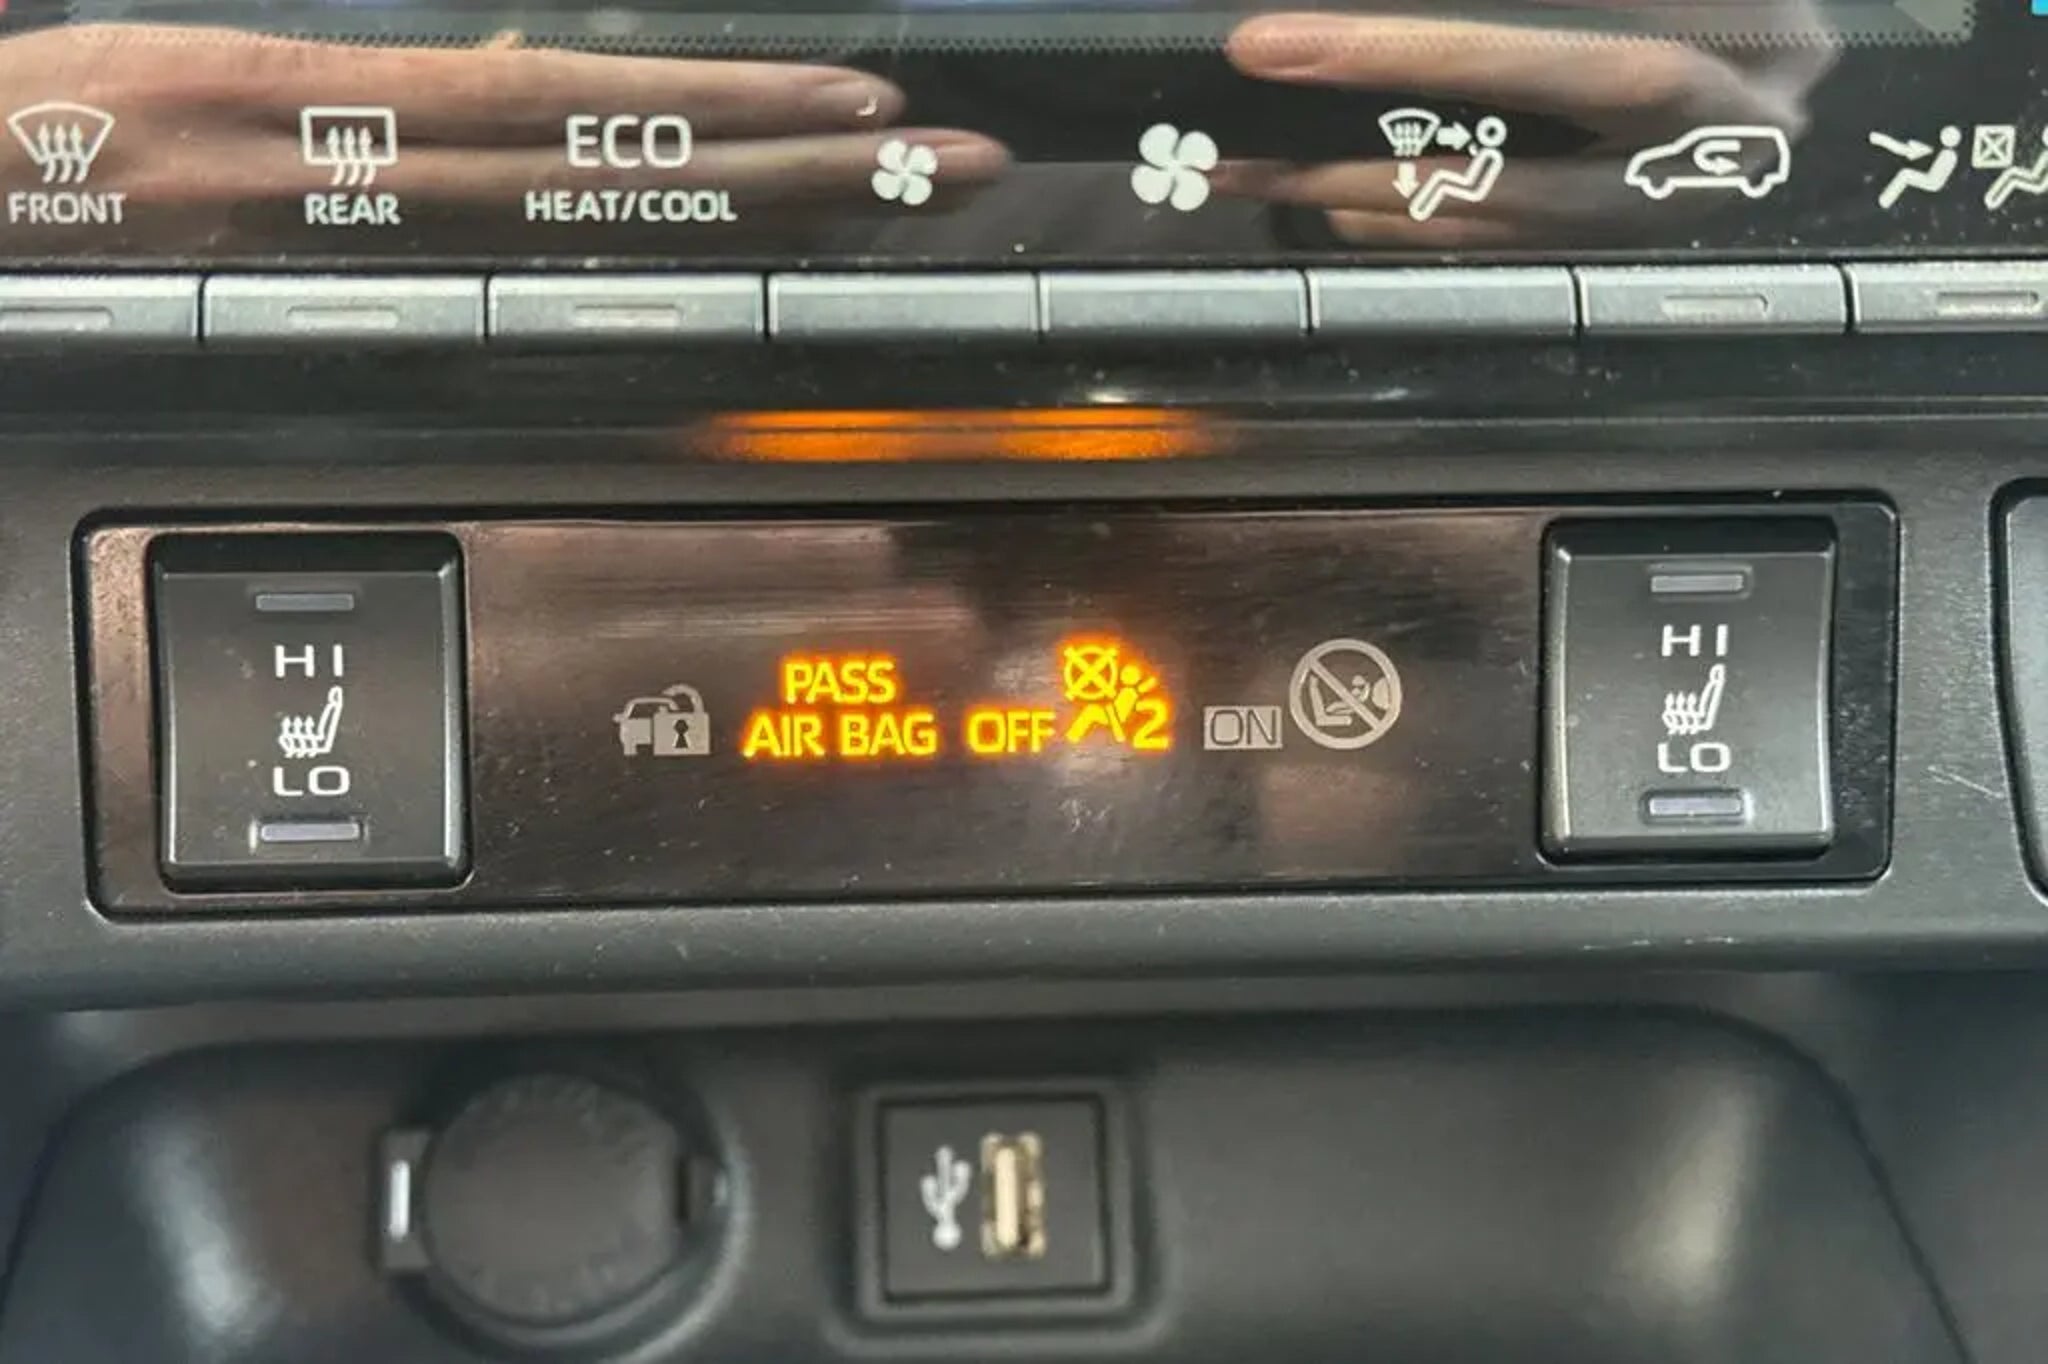 FRONT
REAR
ECO
HEAT/COOL
HI
LO
PASS
AIR BAG OFF 2
ON
HI
LO